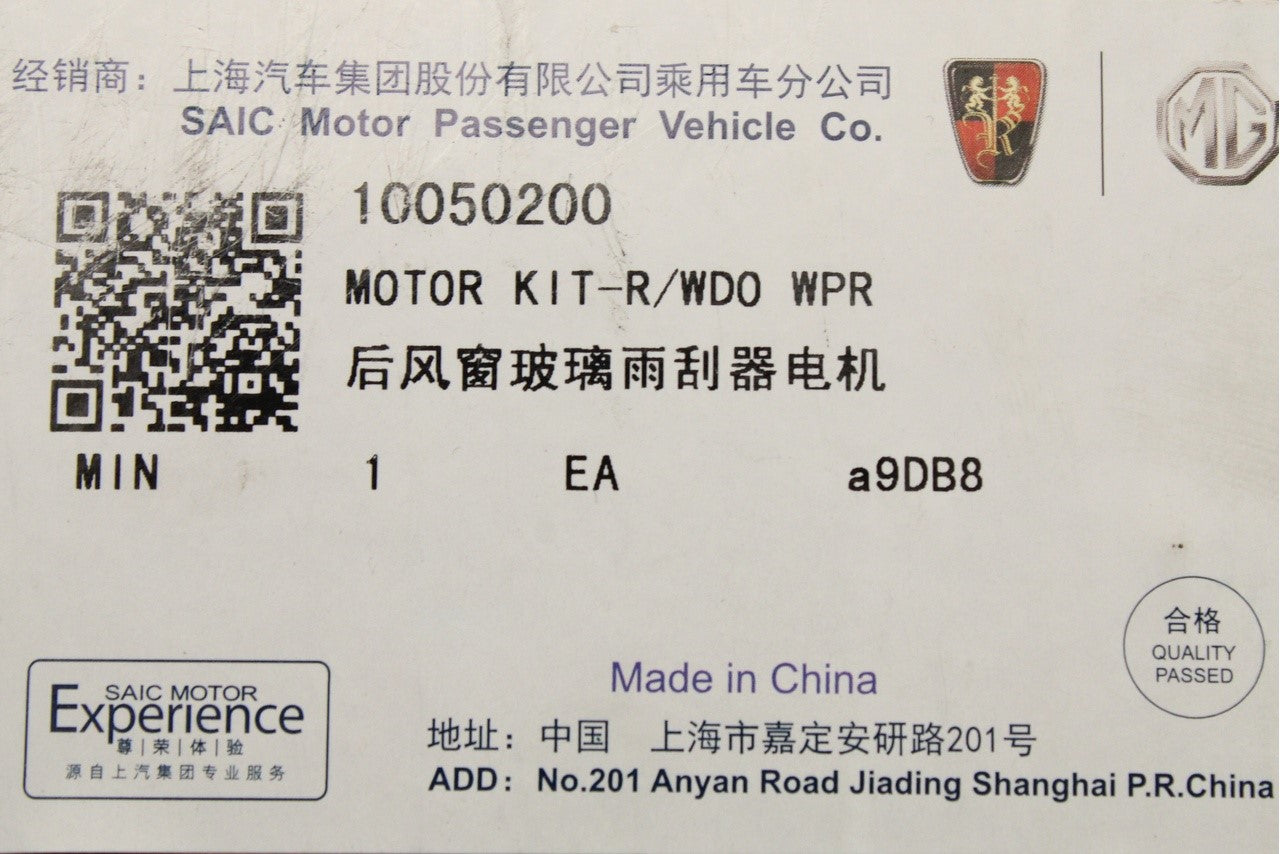 经销商：上海汽车集团股份有限公司乘用车分公司
SAIC Motor Passenger Vehicle Co.
MG
10050200
MOTOR KIT-R/WDO WPR
后风窗玻璃雨刮器电机
MIN 1 EA a9DB8
合格
QUALITY
PASSED
SAIC MOTOR
Experience
尊|荣|体|验
源自上汽集团专业服务
Made in China
地址：中国 上海市嘉定安研路201号
ADD：No.201 Anyan Road Jiading Shanghai P.R.China